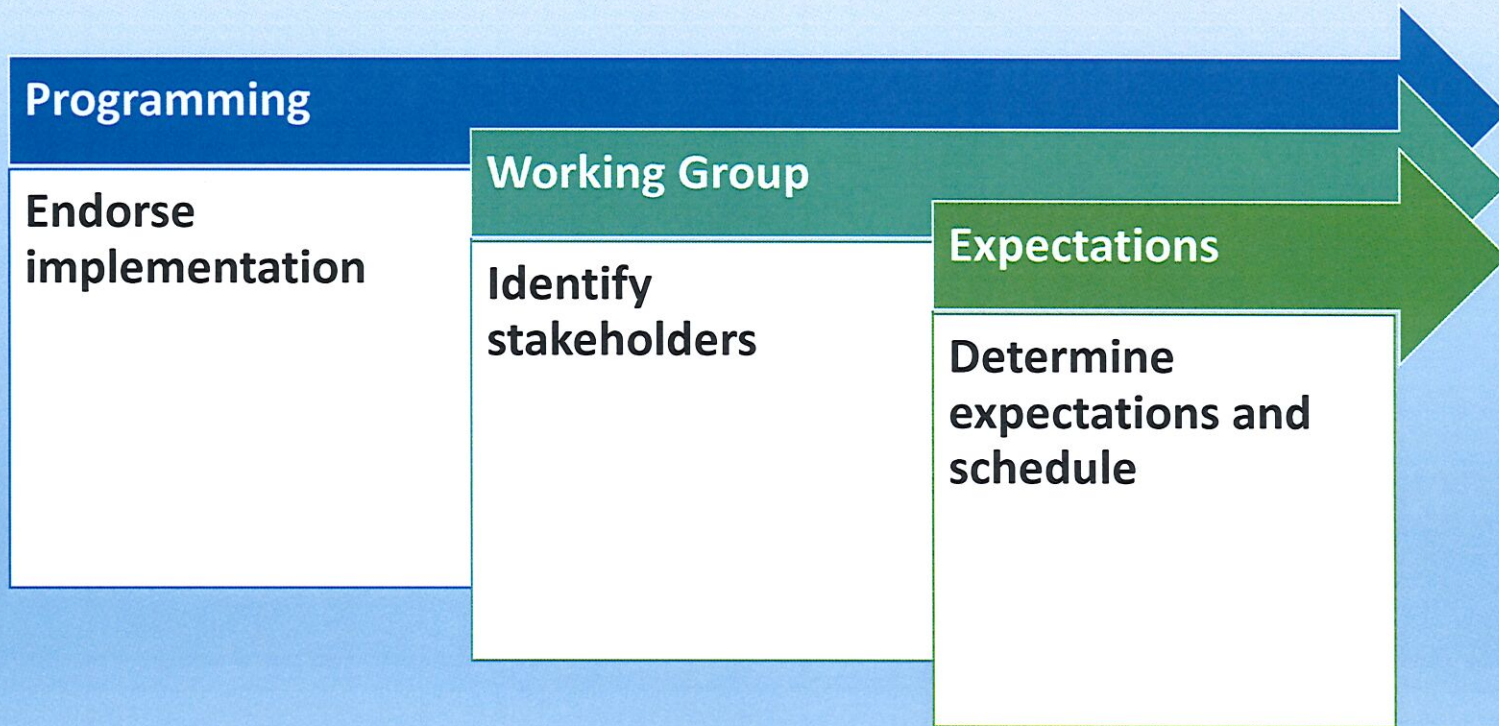 Programming
Endorse
implementation
Working Group
Identify
stakeholders
Expectations
Determine
expectations and
schedule